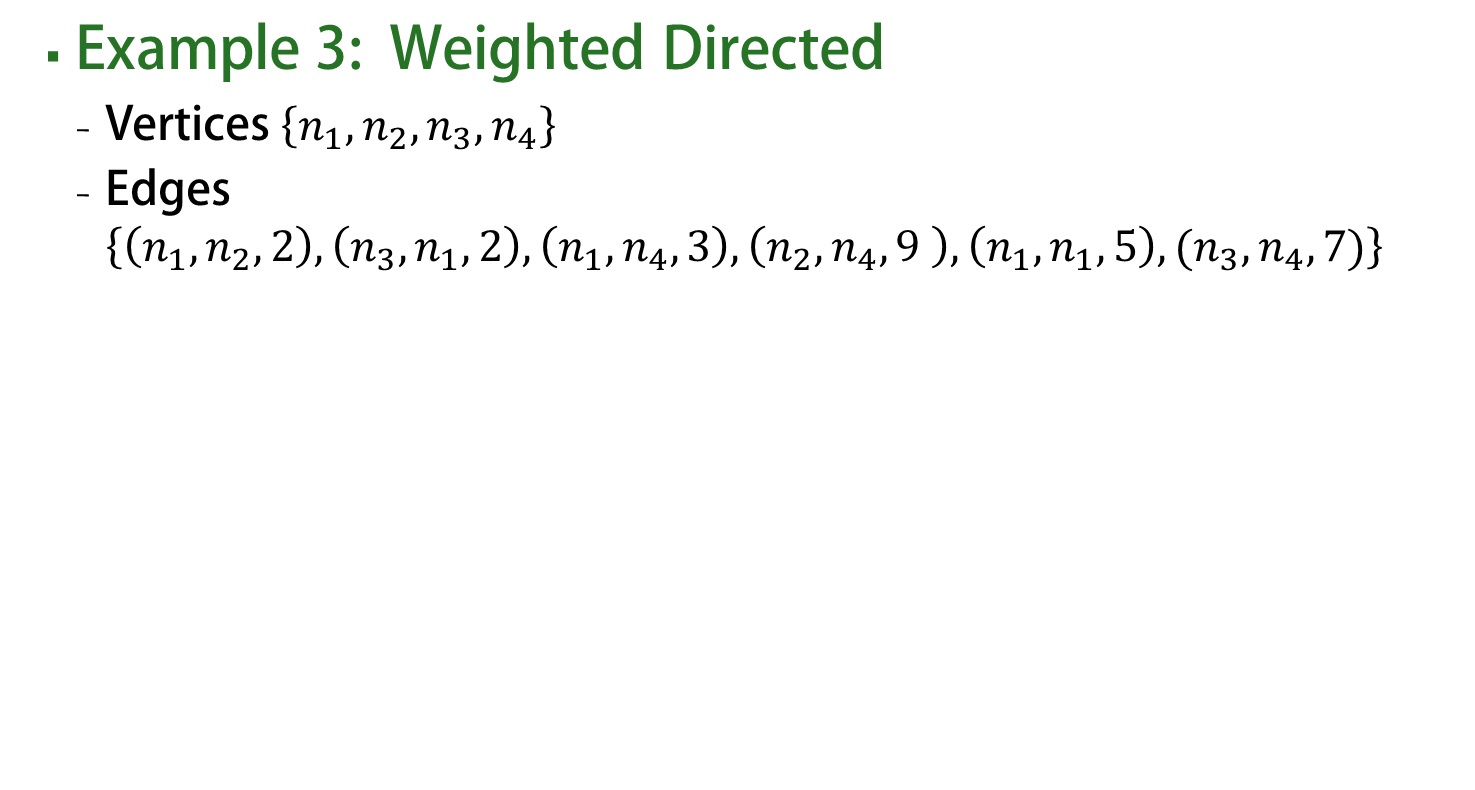 ▪ Example 3: Weighted Directed
– Vertices {n₁, n₂, n₃, n₄}
– Edges
{(n₁, n₂, 2), (n₃, n₁, 2), (n₁, n₄, 3), (n₂, n₄, 9 ), (n₁, n₁, 5), (n₃, n₄, 7)}